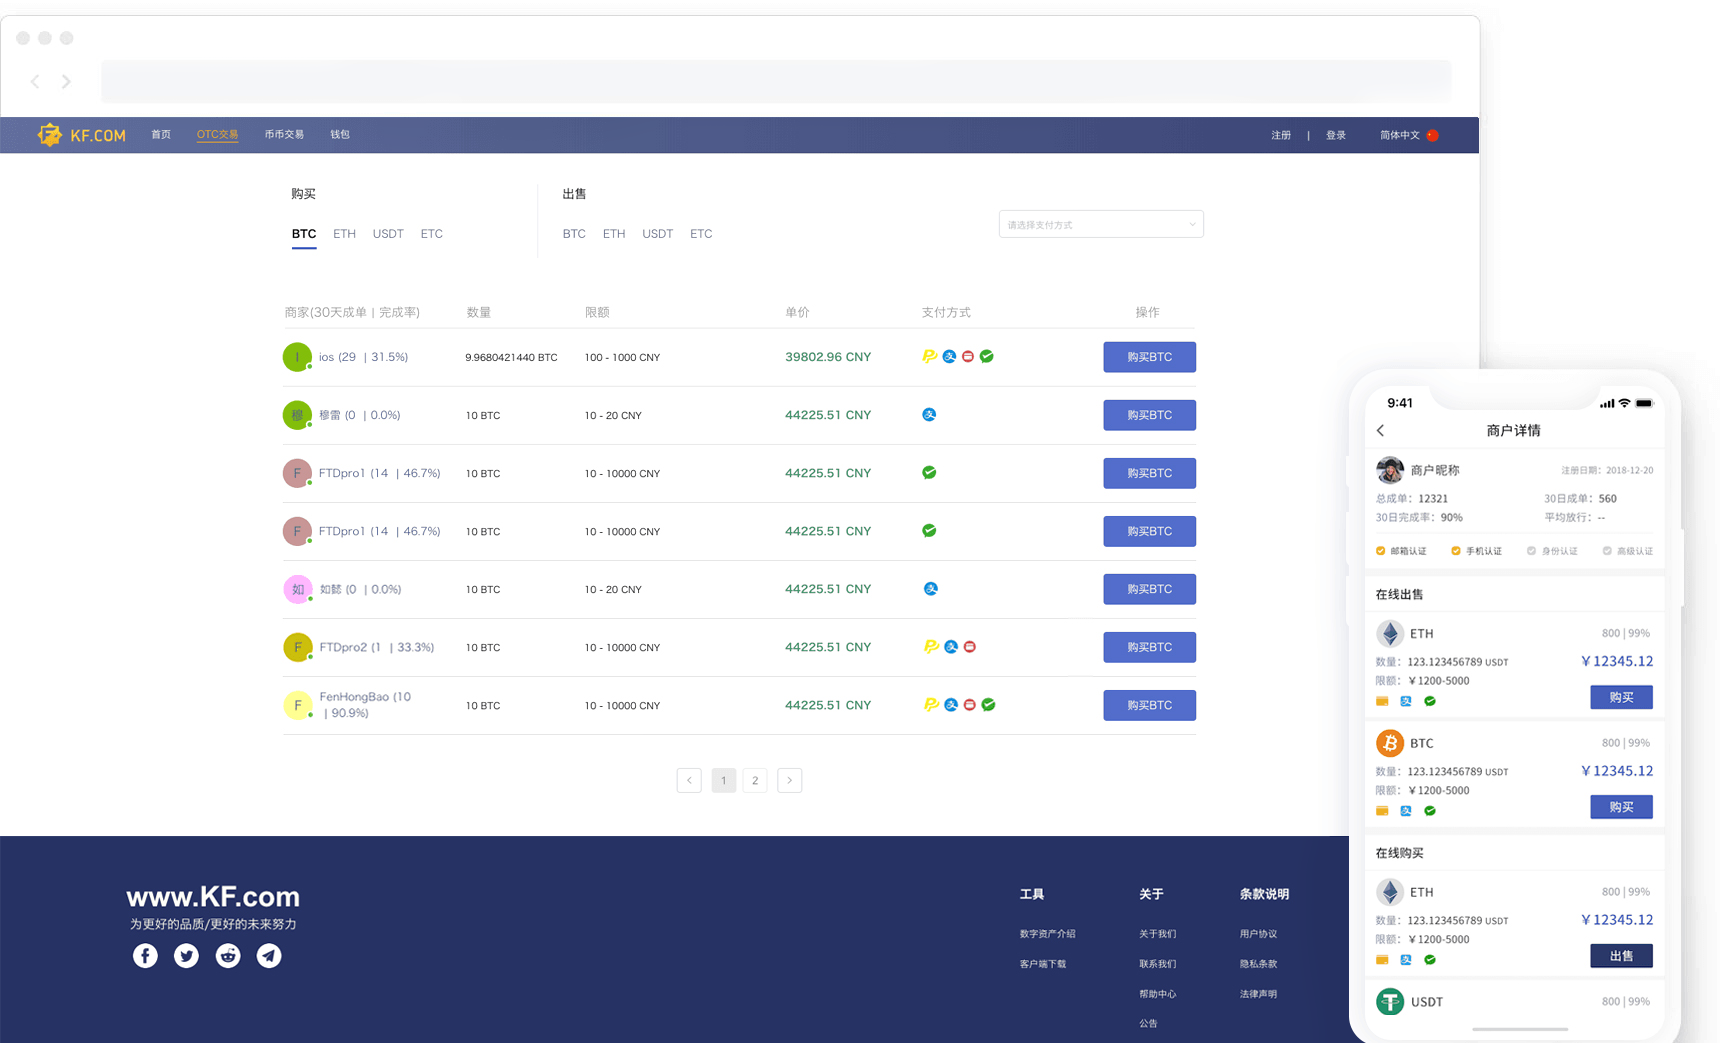 KF.COM 首页 OTC交易 币币交易 钱包 注册 | 登录 简体中文
购买 出售
BTC ETH USDT ETC BTC ETH USDT ETC 请选择支付方式
商家(30天成单 | 完成率) 数量 限额 单价 支付方式 操作
I ios (29 | 31.5%) 9.9680421440 BTC 100 - 1000 CNY 39802.96 CNY 购买BTC
穆 穆雷 (0 | 0.0%) 10 BTC 10 - 20 CNY 44225.51 CNY 购买BTC
F FTDpro1 (14 | 46.7%) 10 BTC 10 - 10000 CNY 44225.51 CNY 购买BTC
F FTDpro1 (14 | 46.7%) 10 BTC 10 - 10000 CNY 44225.51 CNY 购买BTC
如 如懿 (0 | 0.0%) 10 BTC 10 - 20 CNY 44225.51 CNY 购买BTC
F FTDpro2 (1 | 33.3%) 10 BTC 10 - 10000 CNY 44225.51 CNY 购买BTC
F FenHongBao (10
| 90.9%) 10 BTC 10 - 10000 CNY 44225.51 CNY 购买BTC
1 2
www.KF.com
为更好的品质/更好的未来努力
工具
数字资产介绍
客户端下载
关于
关于我们
联系我们
帮助中心
公告
条款说明
用户协议
隐私条款
法律声明
9:41
商户详情
商户昵称 注册日期：2018-12-20
总成单：12321 30日成单：560
30日完成率：90% 平均放行：--
邮箱认证 手机认证 身份认证 高级认证
在线出售
ETH 800 | 99%
数量：123.123456789 USDT ￥12345.12
限额：￥1200-5000
购买
BTC 800 | 99%
数量：123.123456789 USDT ￥12345.12
限额：￥1200-5000
购买
在线购买
ETH 800 | 99%
数量：123.123456789 USDT ￥12345.12
限额：￥1200-5000
出售
USDT 800 | 99%